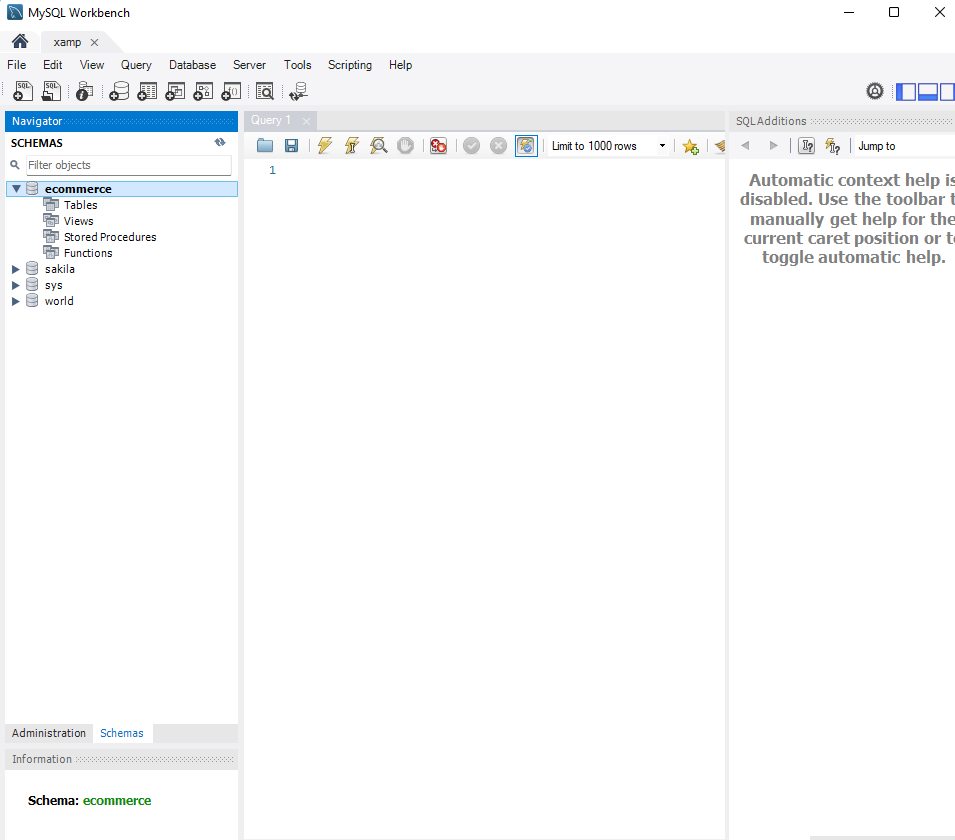 MySQL Workbench
xamp
File Edit View Query Database Server Tools Scripting Help
SQL SQL
Navigator
SCHEMAS
Filter objects
ecommerce
Tables
Views
Stored Procedures
Functions
sakila
sys
world
Administration Schemas
Information
Schema: ecommerce
Query 1
Limit to 1000 rows
1
SQLAdditions
Jump to
Automatic context help is
disabled. Use the toolbar t
manually get help for the
current caret position or to
toggle automatic help.